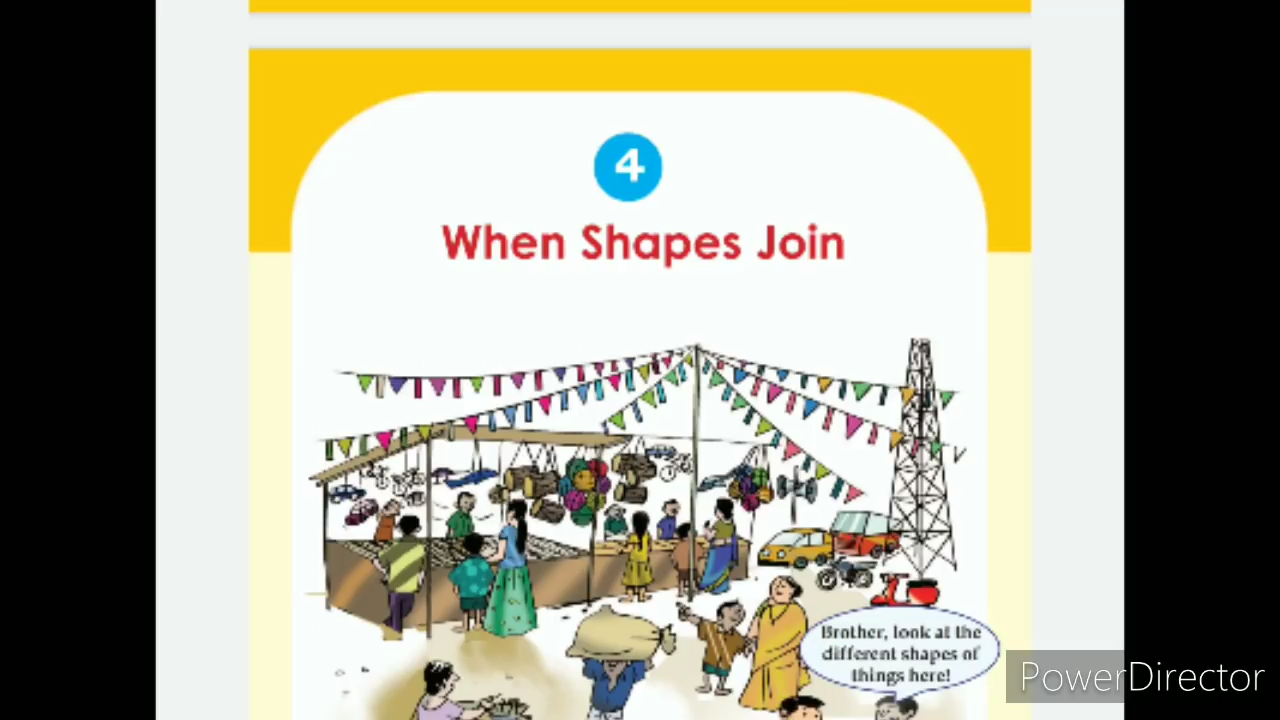 4
When Shapes Join
Brother, look at the
different shapes of
things here!
PowerDirector